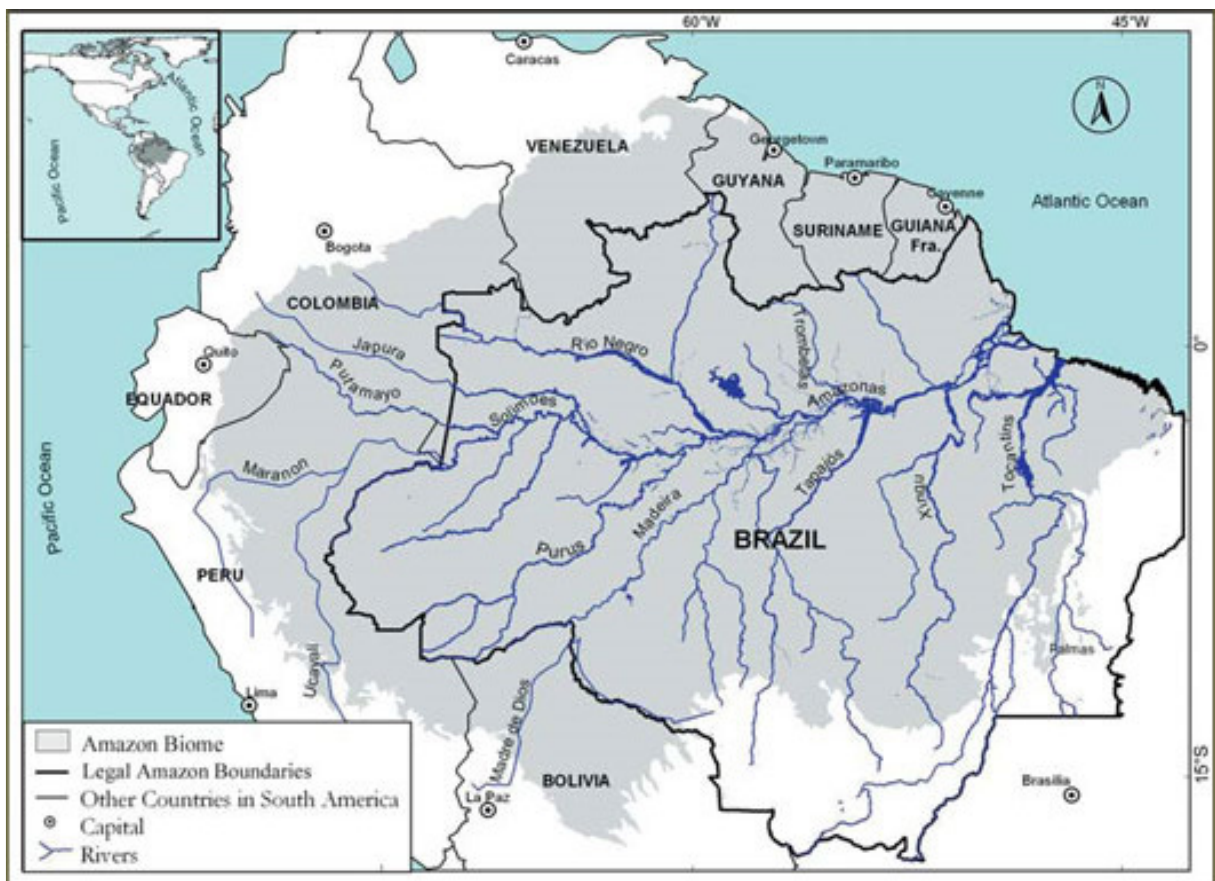 60°W
45°W
Atlantic Ocean
Pacific Ocean
Pacific Ocean
Caracas
N
VENEZUELA
Georgetown
Paramaribo
GUYANA
Cayenne
Atlantic Ocean
SURINAME
GUIANA
Fra.
Bogota
COLOMBIA
Rio Negro
Trombetas
0°
Japura
Quito
Putumayo
Amazonas
EQUADOR
Solimões
Maranon
Tapajós
Xingu
Tocantins
Madeira
Pacific Ocean
BRAZIL
Purus
PERU
Palmas
Ucayali
Lima
Madre de Dios
15°S
Amazon Biome
Legal Amazon Boundaries
BOLIVIA
Brasilia
Other Countries in South America
La Paz
Capital
Rivers